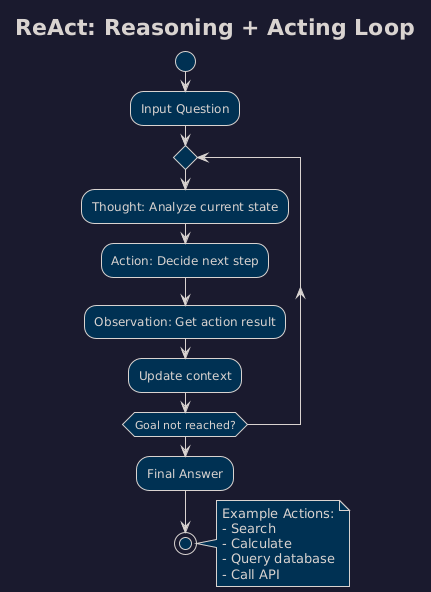 ReAct: Reasoning + Acting Loop
Input Question
Thought: Analyze current state
Action: Decide next step
Observation: Get action result
Update context
Goal not reached?
Final Answer
Example Actions:
- Search
- Calculate
- Query database
- Call API